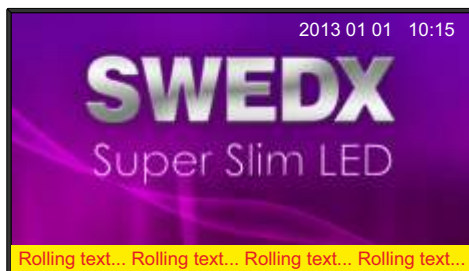 2013 01 01 10:15
SWEDX
Super Slim LED
Rolling text... Rolling text... Rolling text... Rolling text...